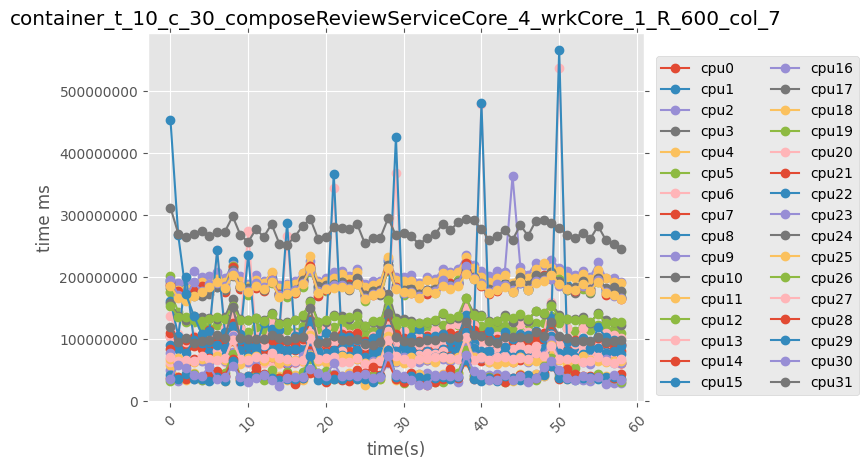 container_t_10_c_30_composeReviewServiceCore_4_wrkCore_1_R_600_col_7
time ms
500000000
400000000
300000000
200000000
100000000
0
0
10
20
30
40
50
60
time(s)
cpu0
cpu1
cpu2
cpu3
cpu4
cpu5
cpu6
cpu7
cpu8
cpu9
cpu10
cpu11
cpu12
cpu13
cpu14
cpu15
cpu16
cpu17
cpu18
cpu19
cpu20
cpu21
cpu22
cpu23
cpu24
cpu25
cpu26
cpu27
cpu28
cpu29
cpu30
cpu31